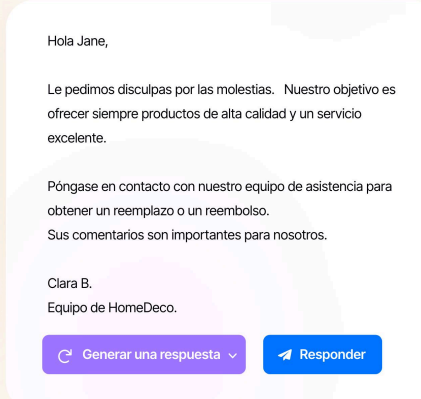 Hola Jane,
Le pedimos disculpas por las molestias. Nuestro objetivo es
ofrecer siempre productos de alta calidad y un servicio
excelente.
Póngase en contacto con nuestro equipo de asistencia para
obtener un reemplazo o un reembolso.
Sus comentarios son importantes para nosotros.
Clara B.
Equipo de HomeDeco.
Generar una respuesta
Responder